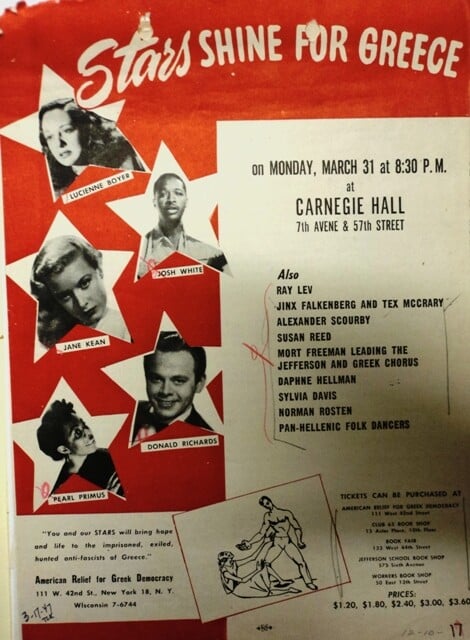 Stars SHINE FOR GREECE
LUCIENNE BOYER
JOSH WHITE
JANE KEAN
DONALD RICHARDS
PEARL PRIMUS
on MONDAY, MARCH 31 at 8:30 P.M.
at
CARNEGIE HALL
7th AVENE & 57th STREET
Also
RAY LEV
JINX FALKENBERG AND TEX MCCRARY
ALEXANDER SCOURBY
SUSAN REED
MORT FREEMAN LEADING THE
JEFFERSON AND GREEK CHORUS
DAPHNE HELLMAN
SYLVIA DAVIS
NORMAN ROSTEN
PAN-HELLENIC FOLK DANCERS
"You and our STARS will bring hope
and life to the imprisoned, exiled,
hunted anti-fascists of Greece."
American Relief for Greek Democracy
111 W. 42nd St., New York 18, N. Y.
WIsconsin 7-6744
TICKETS CAN BE PURCHASED AT
AMERICAN RELIEF FOR GREEK DEMOCRACY
111 West 42nd Street
CLUB 65 BOOK SHOP
13 Astor Place, 10th Floor
BOOK FAIR
133 West 44th Street
JEFFERSON SCHOOL BOOK SHOP
575 Sixth Avenue
WORKERS BOOK SHOP
50 East 13th Street
PRICES:
$1.20, $1.80, $2.40, $3.00, $3.60
3-17-47
12-10-17